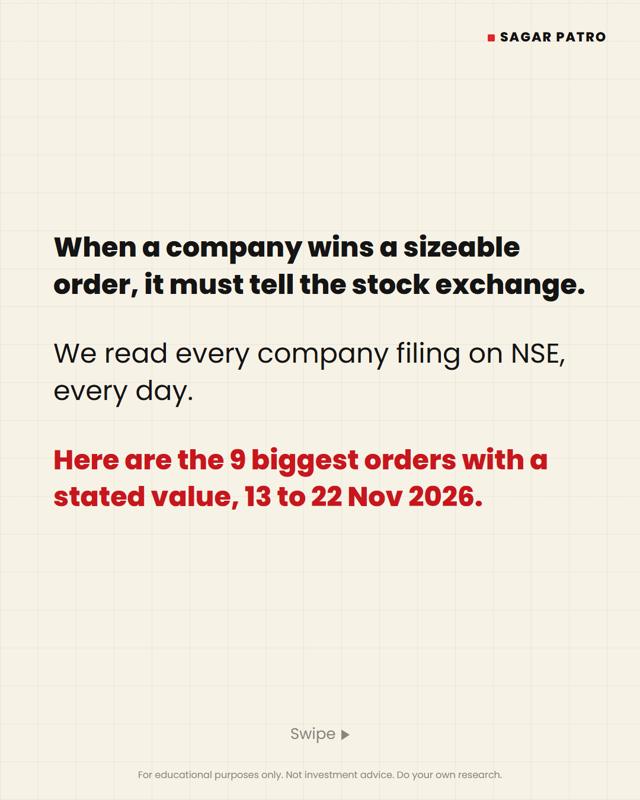 SAGAR PATRO
When a company wins a sizeable
order, it must tell the stock exchange.
We read every company filing on NSE,
every day.
Here are the 9 biggest orders with a
stated value, 13 to 22 Nov 2026.
Swipe ▶
For educational purposes only. Not investment advice. Do your own research.